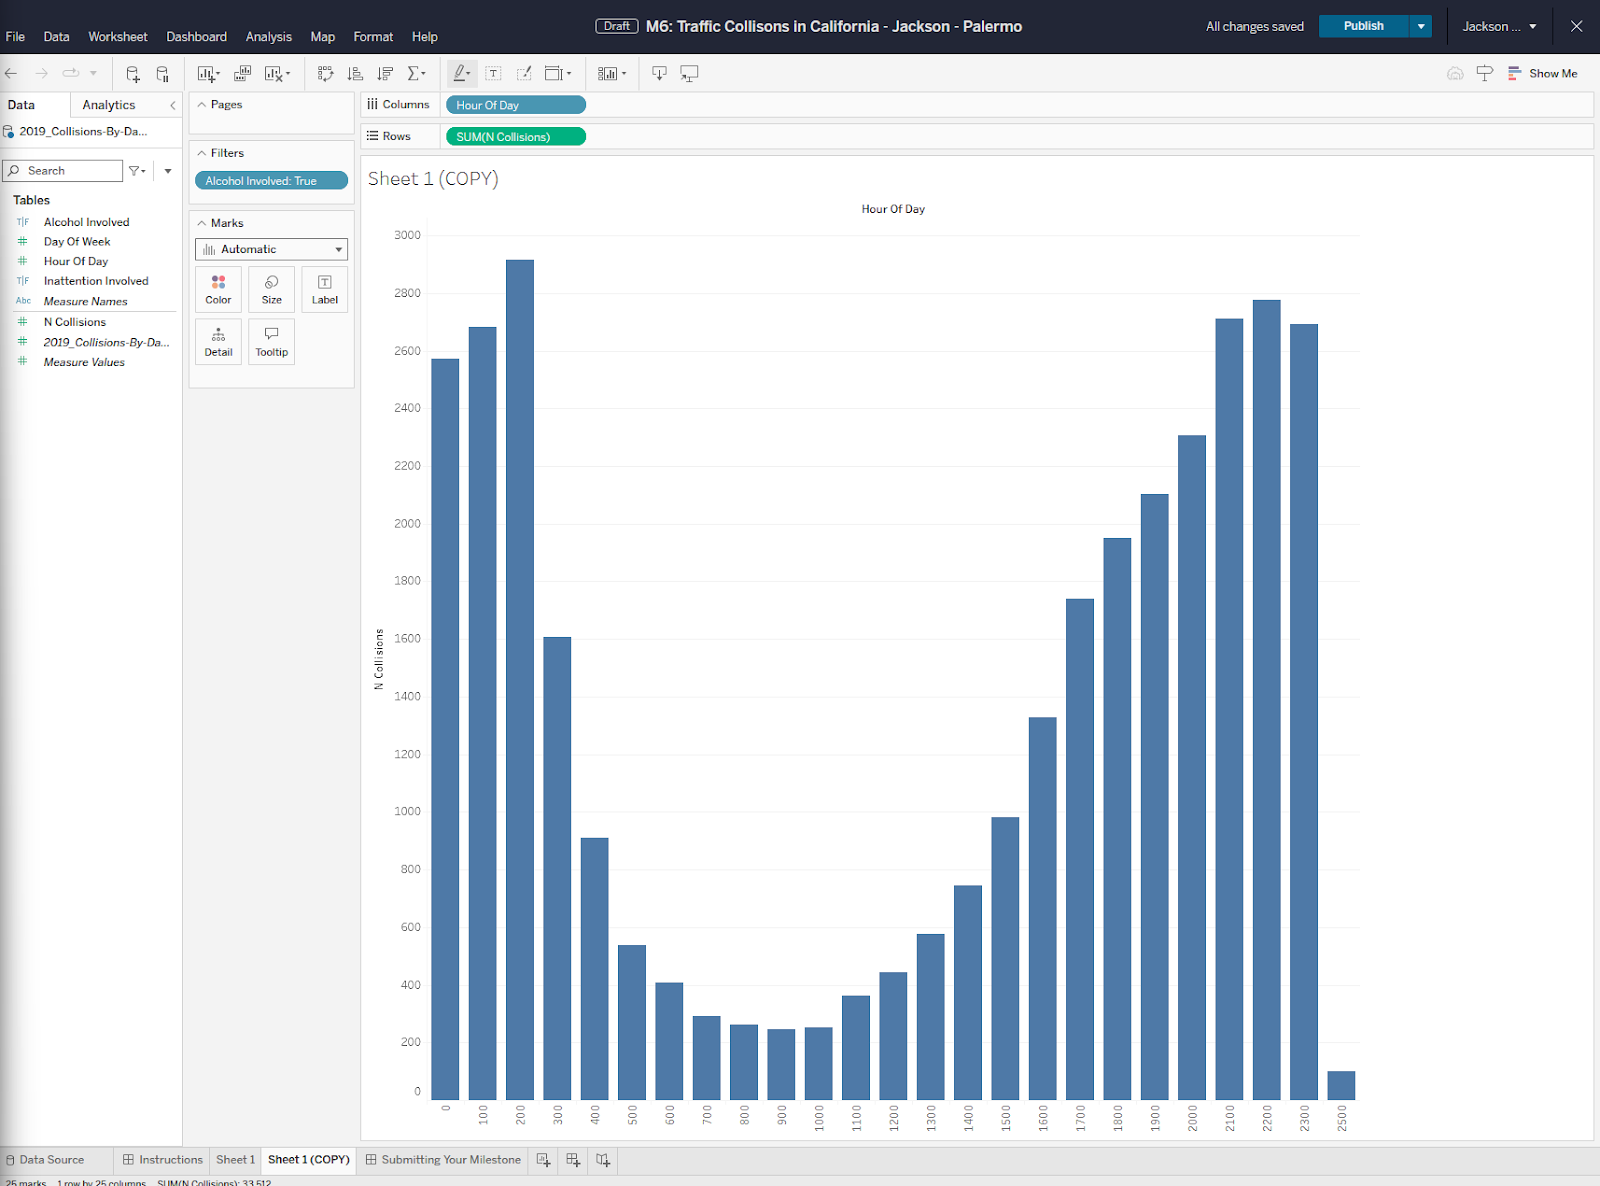 Draft M6: Traffic Collisons in California - Jackson - Palermo
All changes saved
Publish
Jackson ...
File Data Worksheet Dashboard Analysis Map Format Help
Show Me
Data Analytics
2019_Collisions-By-Da...
Search
Tables
T|F Alcohol Involved
# Day Of Week
# Hour Of Day
T|F Inattention Involved
Abc Measure Names
# N Collisions
# 2019_Collisions-By-Da...
# Measure Values
Pages
Filters
Alcohol Involved: True
Marks
Automatic
Color Size Label
Detail Tooltip
Columns Hour Of Day
Rows SUM(N Collisions)
Sheet 1 (COPY)
Hour Of Day
3000
2800
2600
2400
2200
2000
1800
1600
1400
1200
1000
800
600
400
200
0
N Collisions
0 100 200 300 400 500 600 700 800 900 1000 1100 1200 1300 1400 1500 1600 1700 1800 1900 2000 2100 2200 2300 2500
Data Source Instructions Sheet 1 Sheet 1 (COPY) Submitting Your Milestone
25 marks 1 row by 25 columns SUM(N Collisions): 33,512